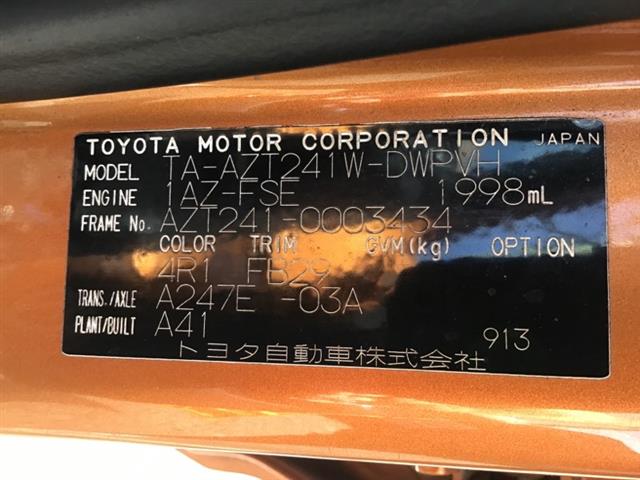 TOYOTA MOTOR CORPORATION JAPAN
MODEL TA-AZT241W-DWPVH
ENGINE 1AZ-FSE 1998mL
FRAME No. AZT241-0003434
COLOR TRIM GVM(kg) OPTION
4R1 FB29
TRANS./AXLE A247E -03A
PLANT/BUILT A41
913
トヨタ自動車株式会社